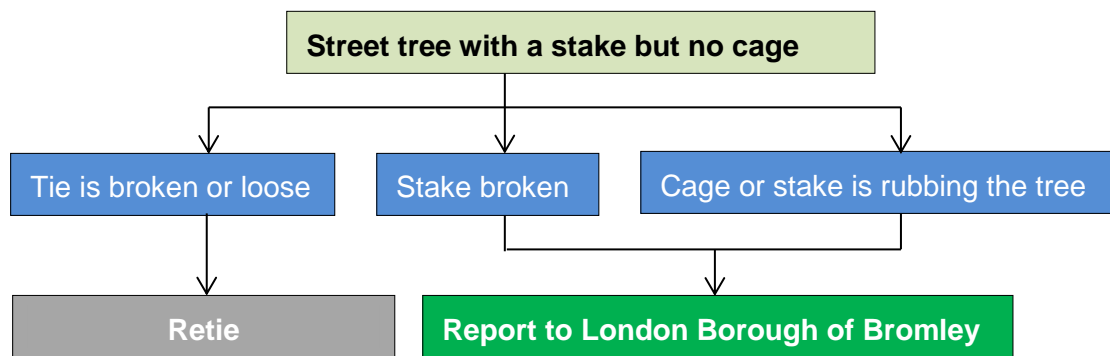 Street tree with a stake but no cage
Tie is broken or loose
Stake broken
Cage or stake is rubbing the tree
Retie
Report to London Borough of Bromley